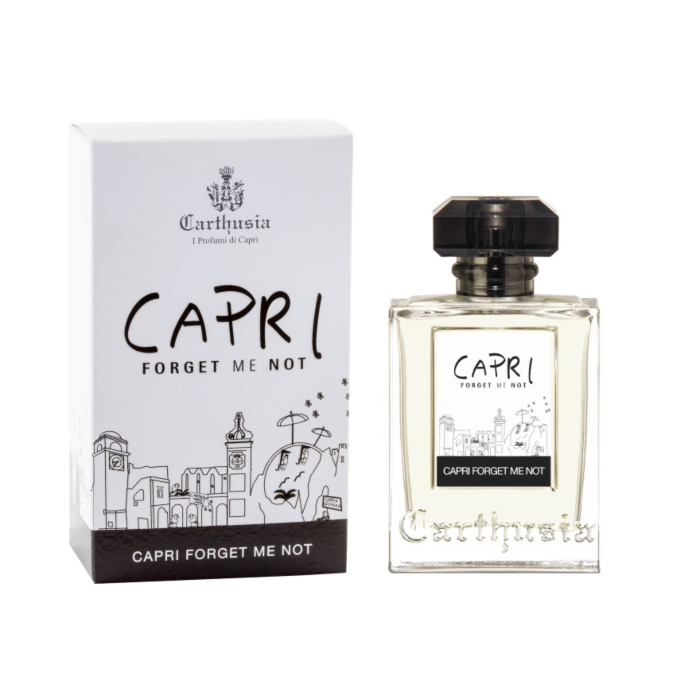 Carthusia
I Profumi di Capri
CAPRI
FORGET ME NOT
CAPRI FORGET ME NOT
CAPRI
FORGET ME NOT
CAPRI FORGET ME NOT
Carthusia